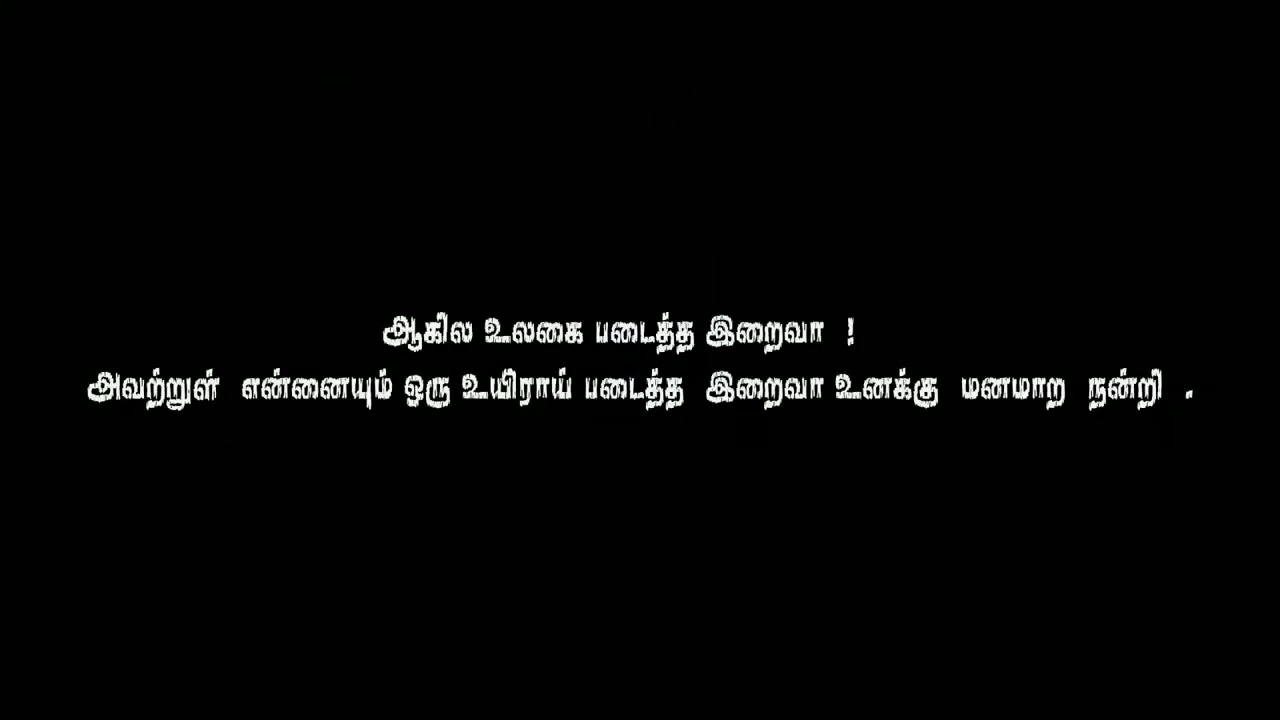 ஆகில உலகை படைத்த இறைவா !
அவற்றுள் என்னையும் ஒரு உயிராய் படைத்த இறைவா உனக்கு மனமாற நன்றி .